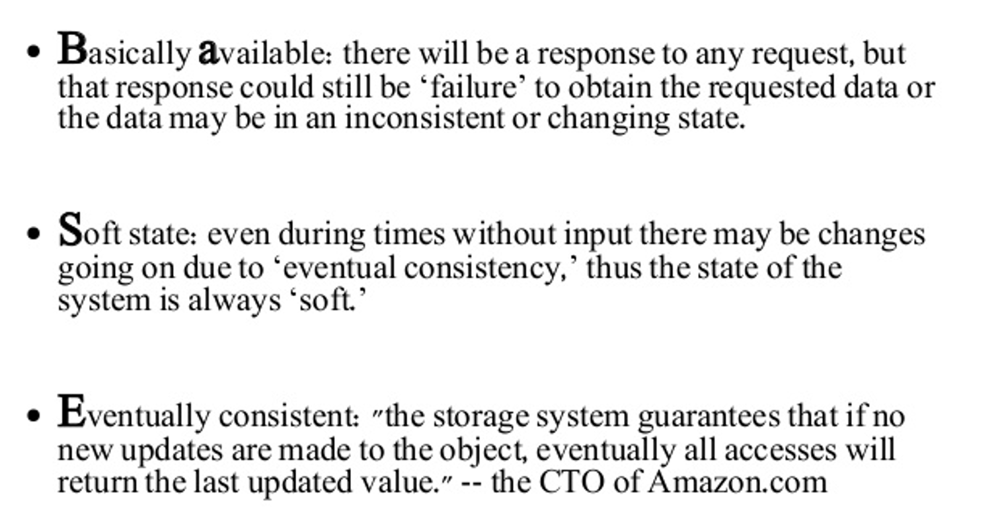 • Basically available: there will be a response to any request, but
that response could still be ‘failure’ to obtain the requested data or
the data may be in an inconsistent or changing state.
• Soft state: even during times without input there may be changes
going on due to ‘eventual consistency,’ thus the state of the
system is always ‘soft.’
• Eventually consistent: "the storage system guarantees that if no
new updates are made to the object, eventually all accesses will
return the last updated value." -- the CTO of Amazon.com